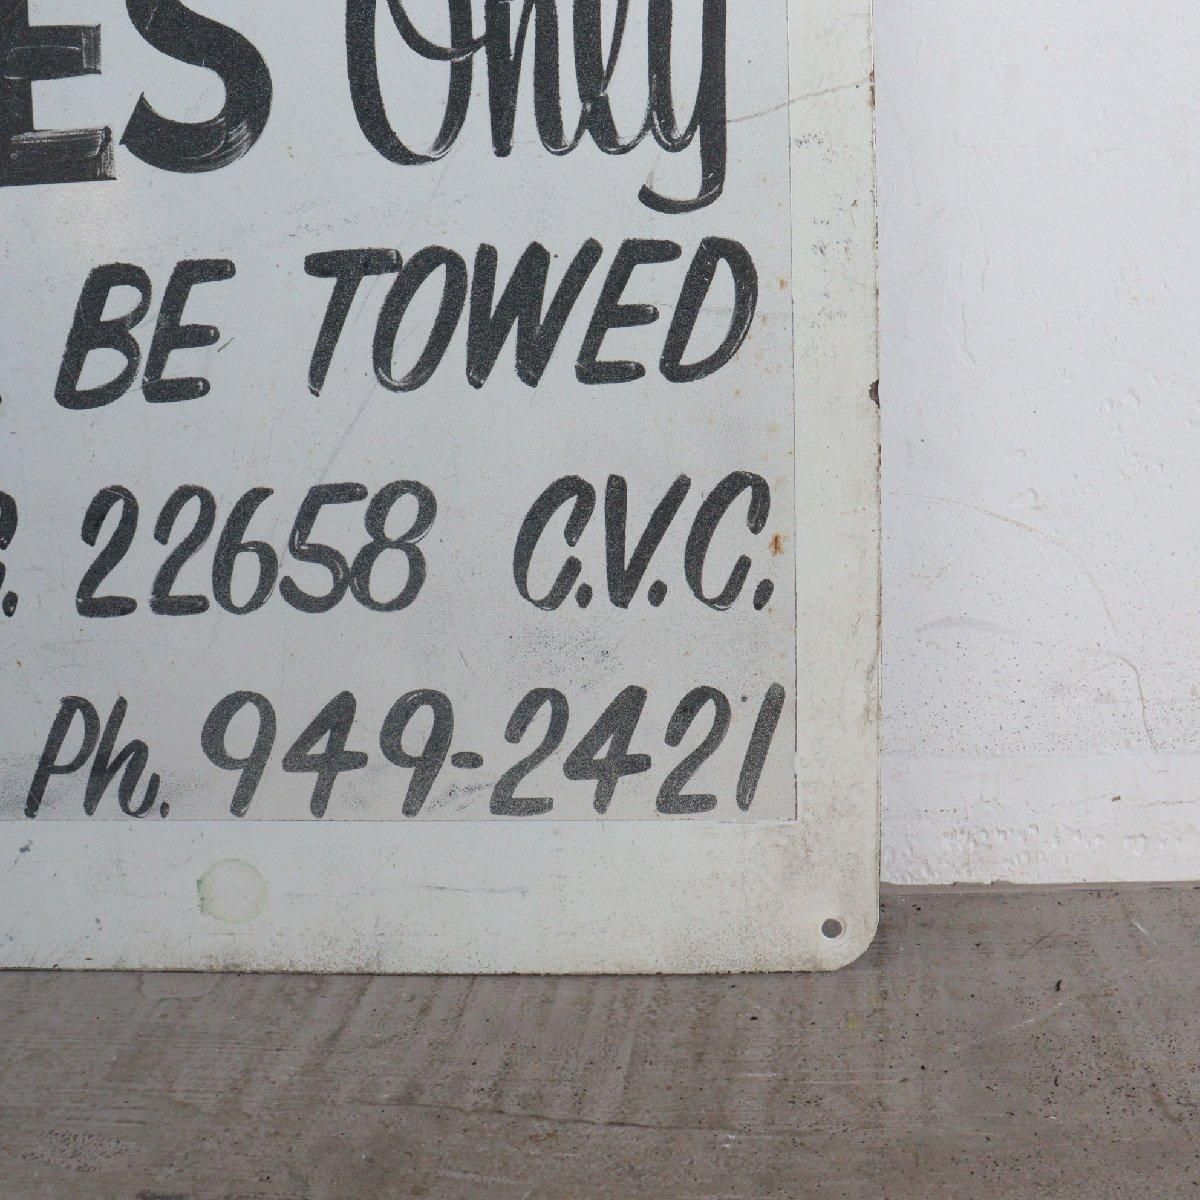 ES Only
BE TOWED
. 22658 C.V.C.
Ph. 949-2421